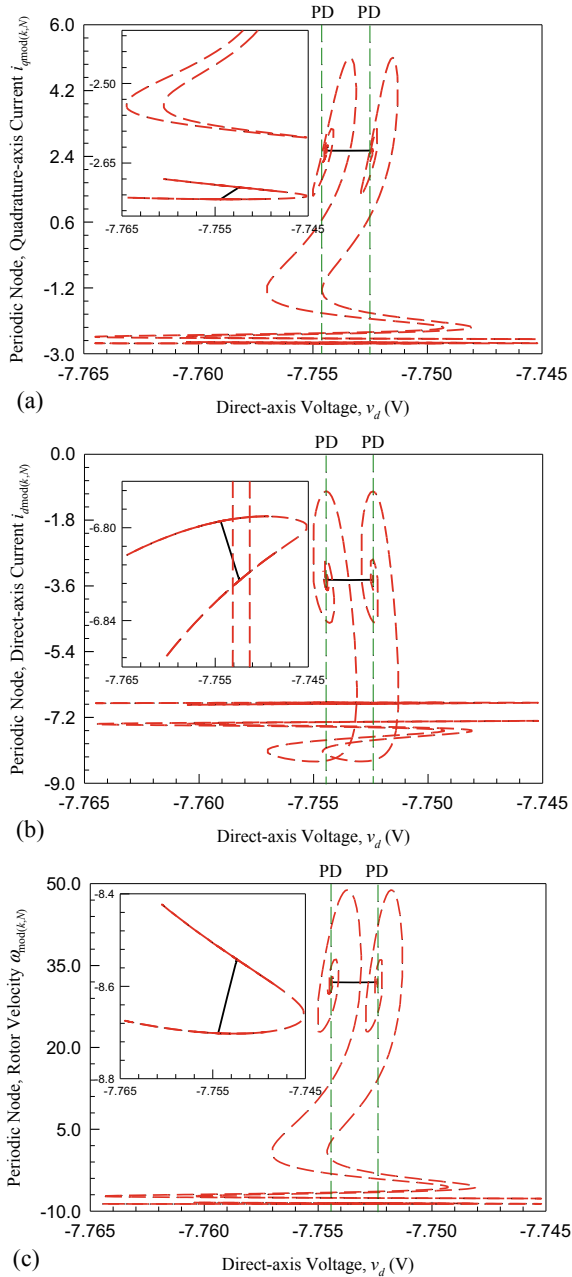 PD PD
6.0
4.2
2.4
0.6
-1.2
-3.0
Periodic Node, Quadrature-axis Current i_qmod(k,N)
-2.50
-2.65
-7.765 -7.755 -7.745
-7.765 -7.760 -7.755 -7.750 -7.745
(a)
Direct-axis Voltage, v_d (V)
PD PD
0.0
-1.8
-3.6
-5.4
-7.2
-9.0
Periodic Node, Direct-axis Current i_dmod(k,N)
-6.80
-6.84
-7.765 -7.755 -7.745
-7.765 -7.760 -7.755 -7.750 -7.745
(b)
Direct-axis Voltage, v_d (V)
PD PD
50.0
35.0
20.0
5.0
-10.0
Periodic Node, Rotor Velocity ω_mod(k,N)
-8.4
-8.6
-8.8
-7.765 -7.755 -7.745
-7.765 -7.760 -7.755 -7.750 -7.745
(c)
Direct-axis Voltage, v_d (V)